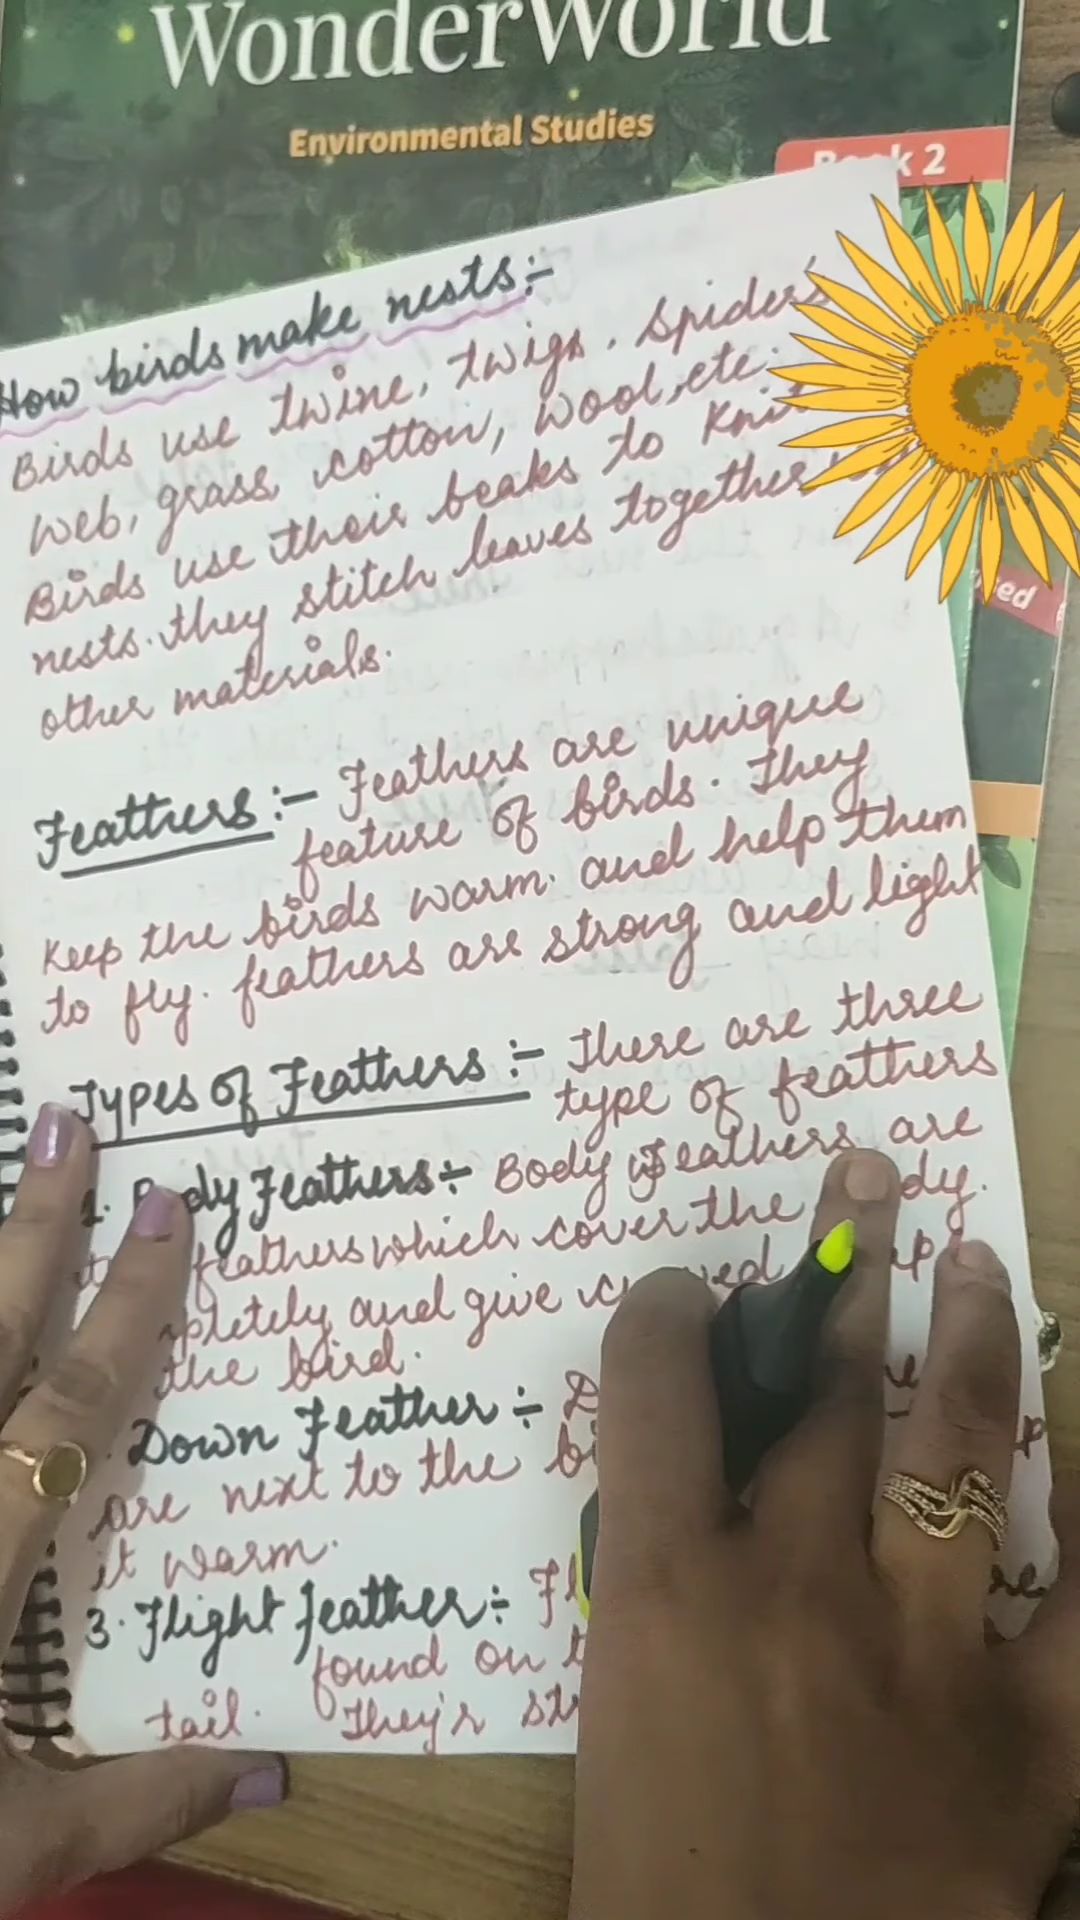 WonderWorld
Environmental Studies
k 2
How birds make nests:-
Birds use twine, twigs. spider's
web, grass, cotton, wool, etc.
Birds use their beaks to Knit
nests. they stitch leaves together
other materials.
Feathers:- Feathers are unique
feature of birds. They
Keep the birds warm. and help them
to fly. feathers are strong and light
Types of Feathers:- There are three
type of feathers
1. Body Feathers:- Body feathers are
feathers which cover the
and give
the bird.
Down Feather:-
are next to the
it warm.
3. Flight feather:-
found on
tail. They'r